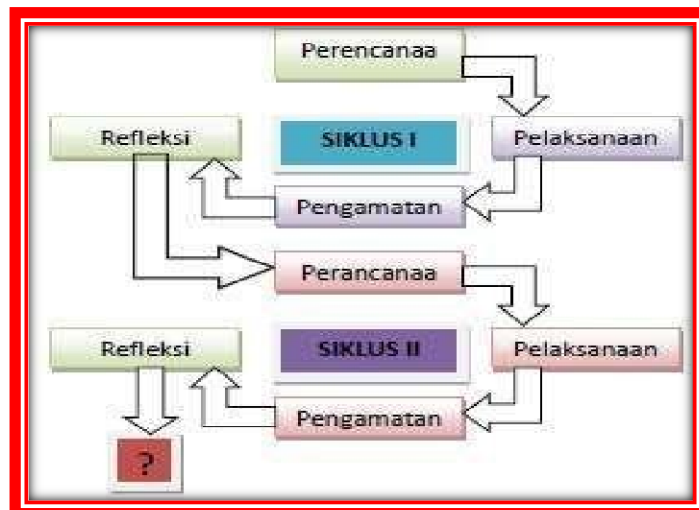 Perencanaa
Refleksi
SIKLUS I
Pelaksanaan
Pengamatan
Perancanaa
Refleksi
SIKLUS II
Pelaksanaan
Pengamatan
?